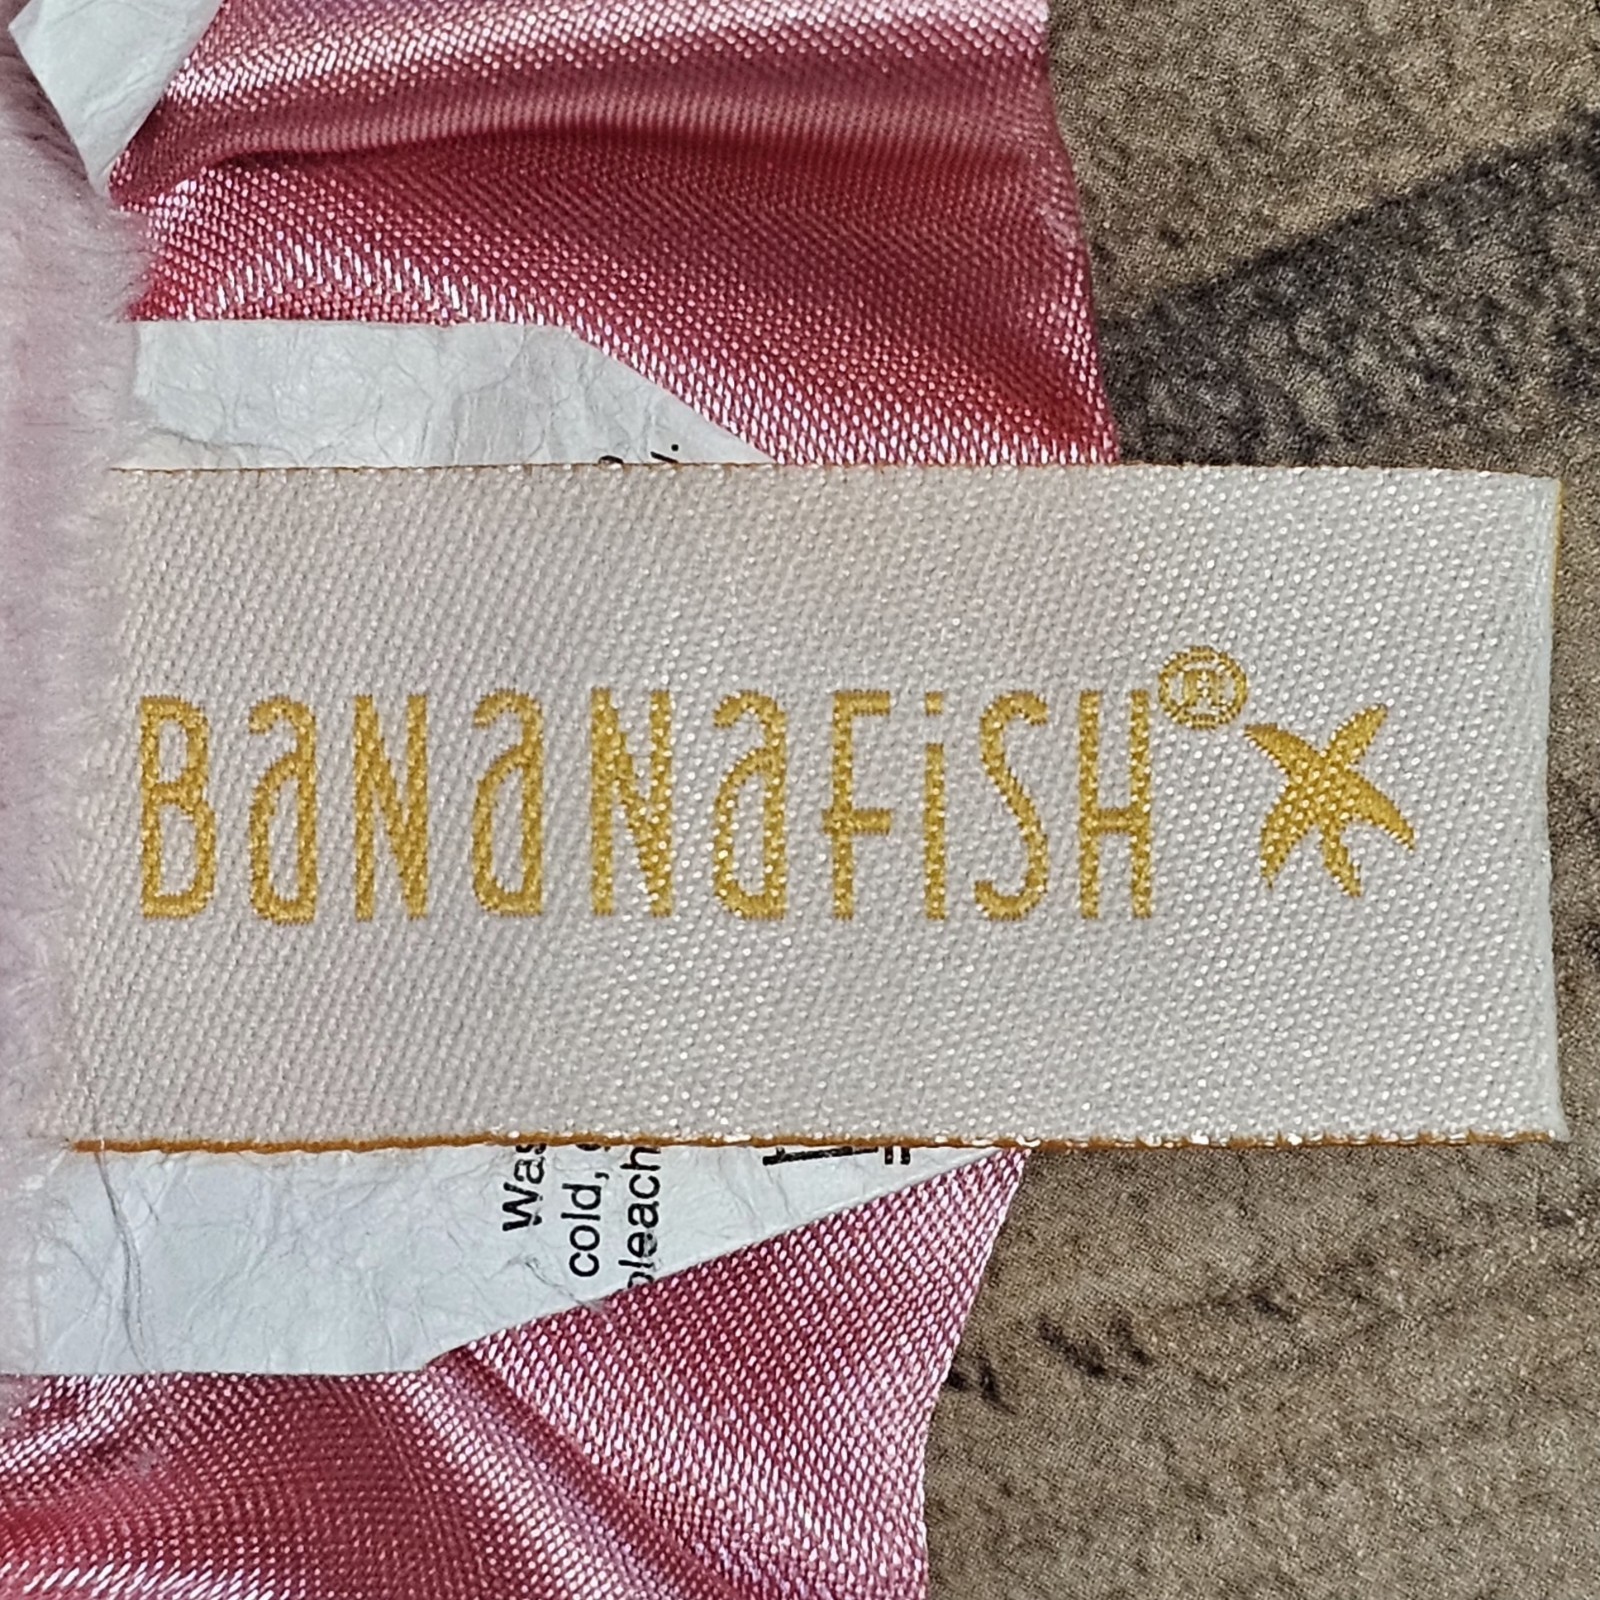 BaNaNaFiSH®
Was
cold,
bleach